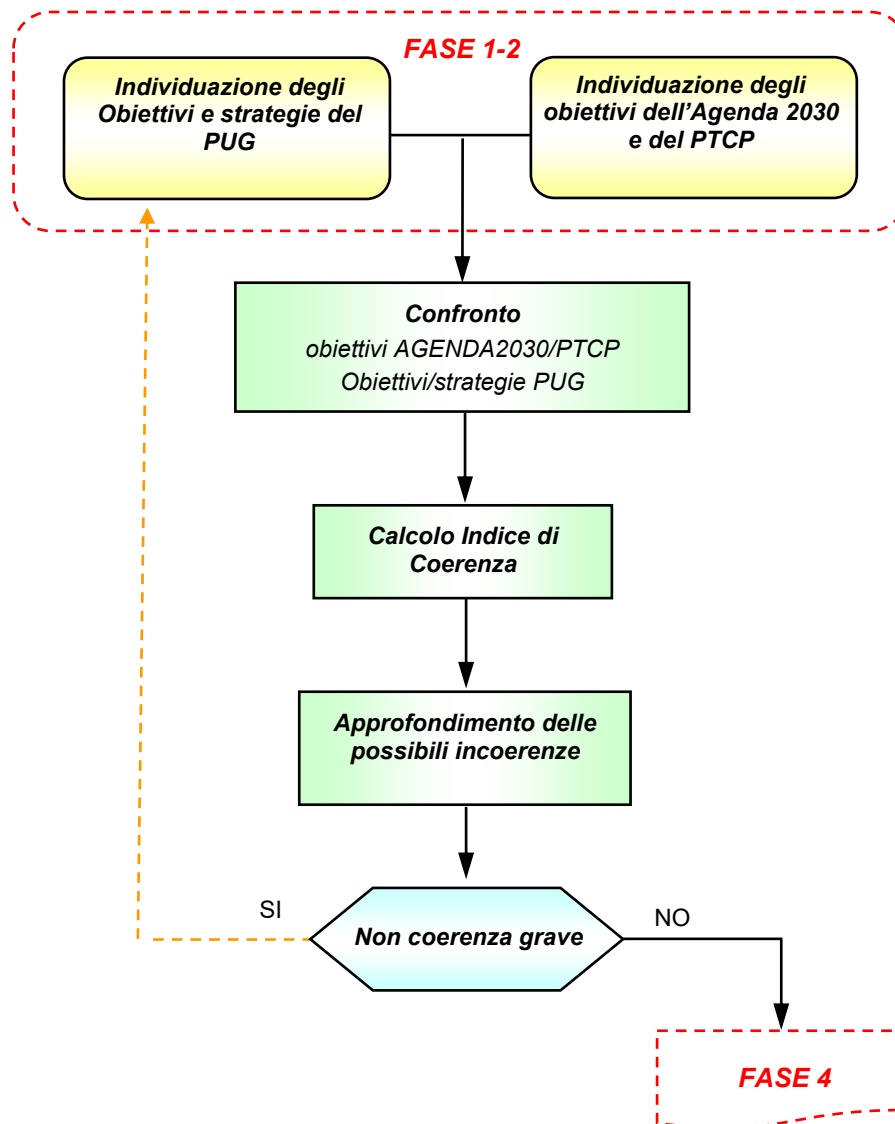 FASE 1-2
Individuazione degli
Obiettivi e strategie del
PUG
Individuazione degli
obiettivi dell'Agenda 2030
e del PTCP
Confronto
obiettivi AGENDA2030/PTCP
Obiettivi/strategie PUG
Calcolo Indice di
Coerenza
Approfondimento delle
possibili incoerenze
SI
Non coerenza grave
NO
FASE 4